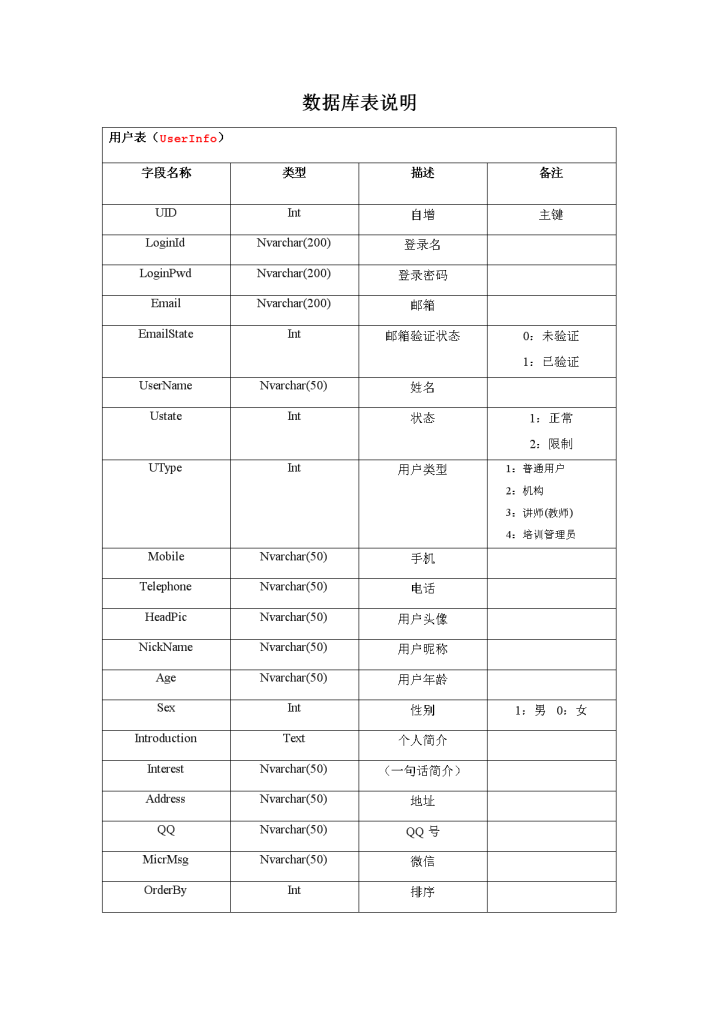 数据库表说明
用户表（UserInfo）
字段名称 类型 描述 备注
UID Int 自增 主键
LoginId Nvarchar(200) 登录名
LoginPwd Nvarchar(200) 登录密码
Email Nvarchar(200) 邮箱
EmailState Int 邮箱验证状态 0：未验证
1：已验证
UserName Nvarchar(50) 姓名
Ustate Int 状态 1：正常
2：限制
UType Int 用户类型 1：普通用户
2：机构
3：讲师(教师)
4：培训管理员
Mobile Nvarchar(50) 手机
Telephone Nvarchar(50) 电话
HeadPic Nvarchar(50) 用户头像
NickName Nvarchar(50) 用户昵称
Age Nvarchar(50) 用户年龄
Sex Int 性别 1：男 0：女
Introduction Text 个人简介
Interest Nvarchar(50) （一句话简介）
Address Nvarchar(50) 地址
QQ Nvarchar(50) QQ 号
MicrMsg Nvarchar(50) 微信
OrderBy Int 排序